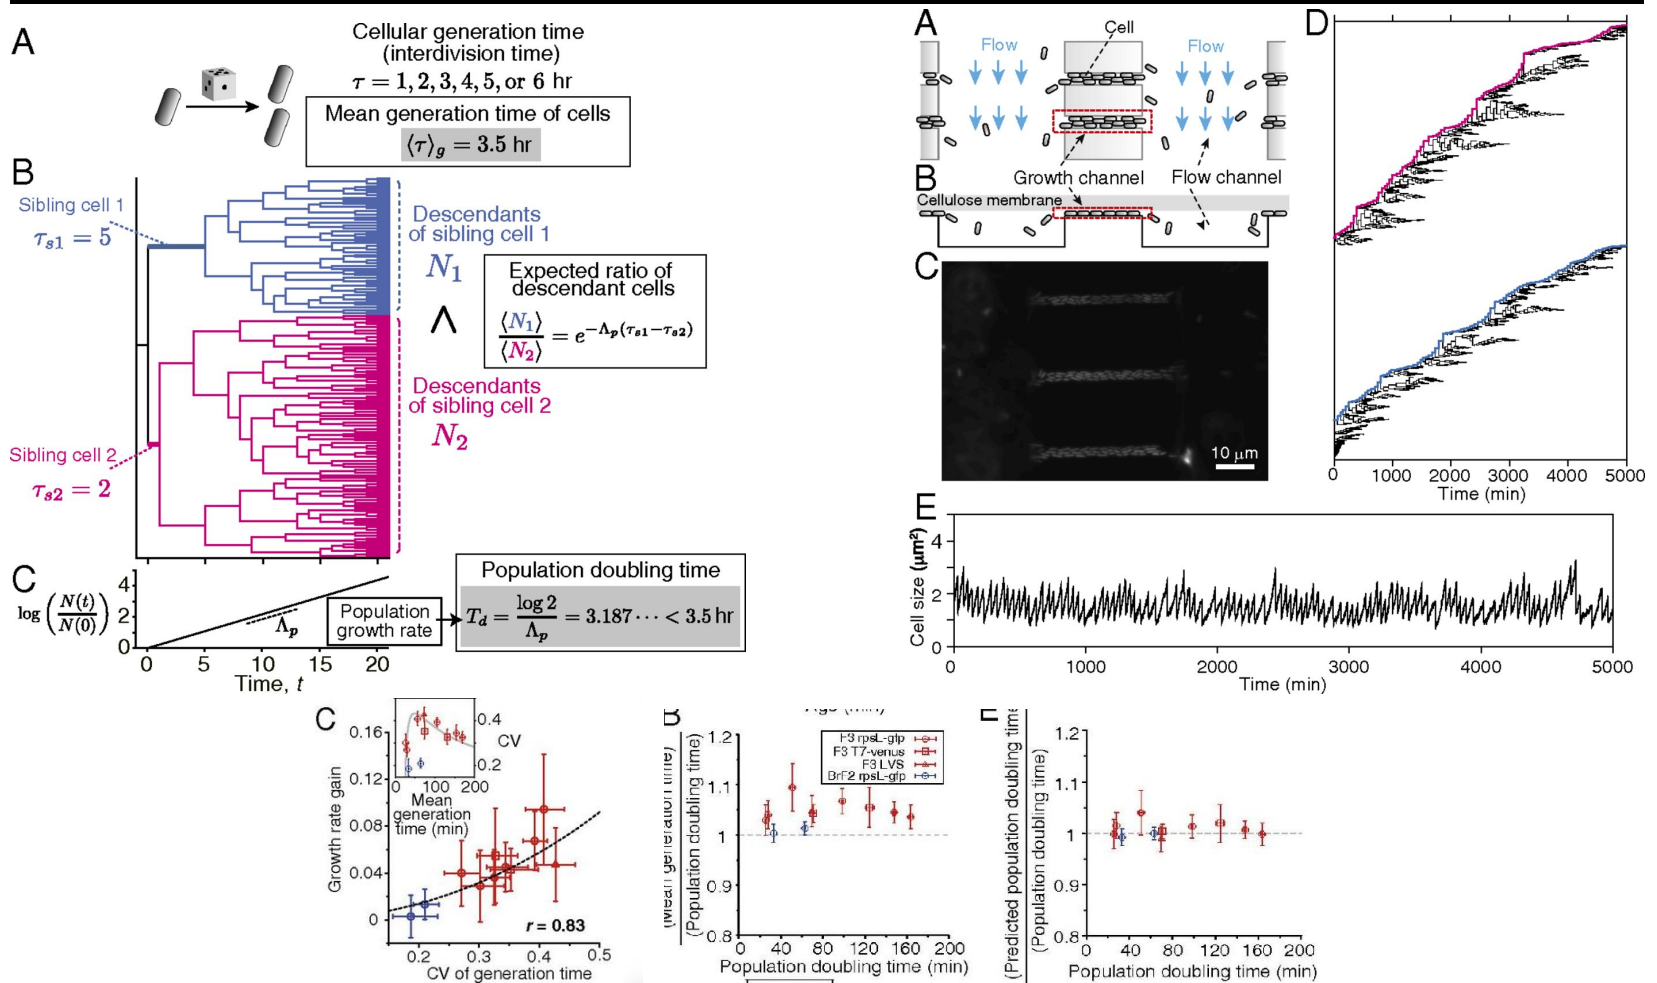 A
Cellular generation time
(interdivision time)
τ = 1, 2, 3, 4, 5, or 6 hr
Mean generation time of cells
⟨τ⟩g = 3.5 hr
B
Sibling cell 1
τs1 = 5
Descendants
of sibling cell 1
N1
∧
Expected ratio of
descendant cells
⟨N1⟩/⟨N2⟩ = e^−Λp(τs1−τs2)
Descendants
of sibling cell 2
N2
Sibling cell 2
τs2 = 2
C
log (N(t)/N(0))
4
2
0
Λp
0 5 10 15 20
Time, t
Population
growth rate
Population doubling time
Td = log 2/Λp = 3.187 ··· < 3.5 hr
A
Cell
Flow
Flow
Growth channel
Flow channel
B
Cellulose membrane
C
10 μm
D
0 1000 2000 3000 4000 5000
Time (min)
E
Cell size (μm²)
4
2
0
0 1000 2000 3000 4000 5000
Time (min)
C
Growth rate gain
0.16
0.12
0.08
0.04
0
0.2 0.3 0.4 0.5
CV of generation time
r = 0.83
0.4
CV
0.2
0 100 200
Mean
generation
time (min)
B
(Mean generation time)
(Population doubling time)
1.2
1.1
1
0.9
0.8
F3 rpsL-gfp
F3 T7-venus
F3 LVS
BrF2 rpsL-gfp
0 40 80 120 160 200
Population doubling time (min)
E
(Predicted population doubling time)
(Population doubling time)
1.2
1.1
1
0.9
0.8
0 40 80 120 160 200
Population doubling time (min)